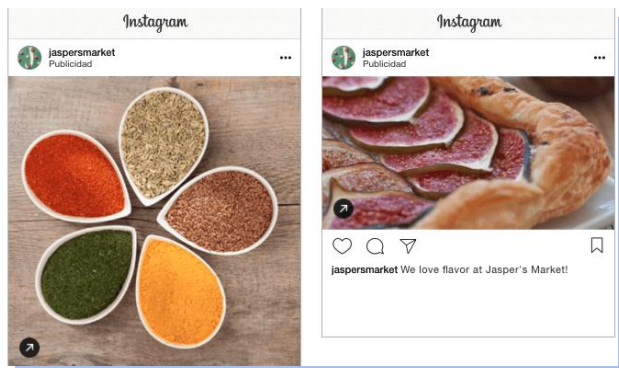 Instagram
jaspersmarket
Publicidad
Instagram
jaspersmarket
Publicidad
jaspersmarket We love flavor at Jasper's Market!